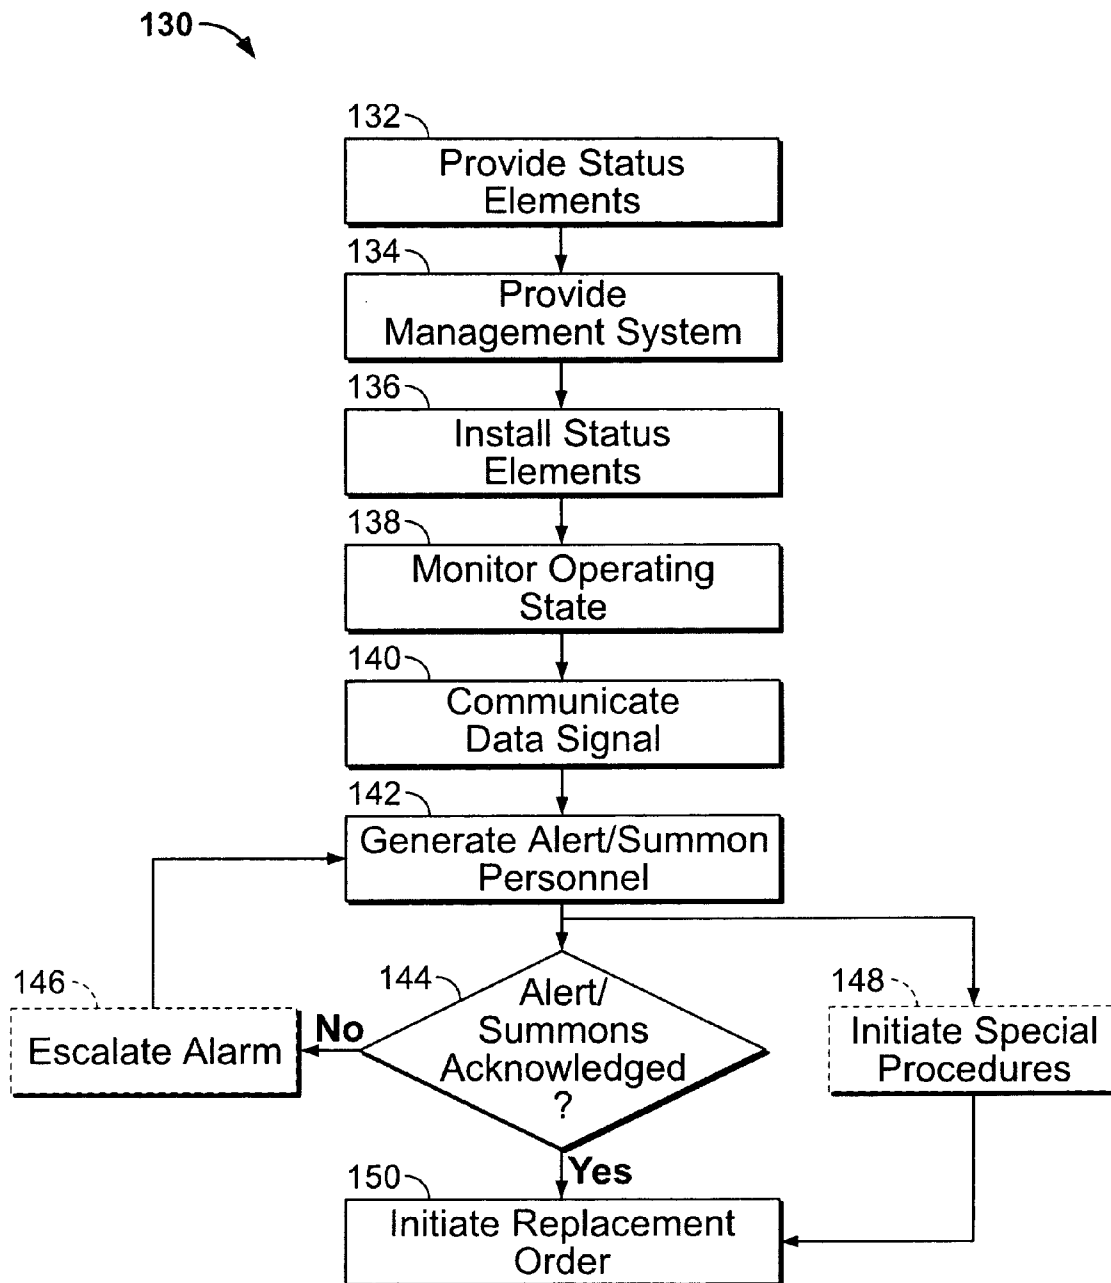 130
132
Provide Status
Elements
134
Provide
Management System
136
Install Status
Elements
138
Monitor Operating
State
140
Communicate
Data Signal
142
Generate Alert/Summon
Personnel
144
Alert/
Summons
Acknowledged
?
146
No
Escalate Alarm
148
Initiate Special
Procedures
Yes
150
Initiate Replacement
Order